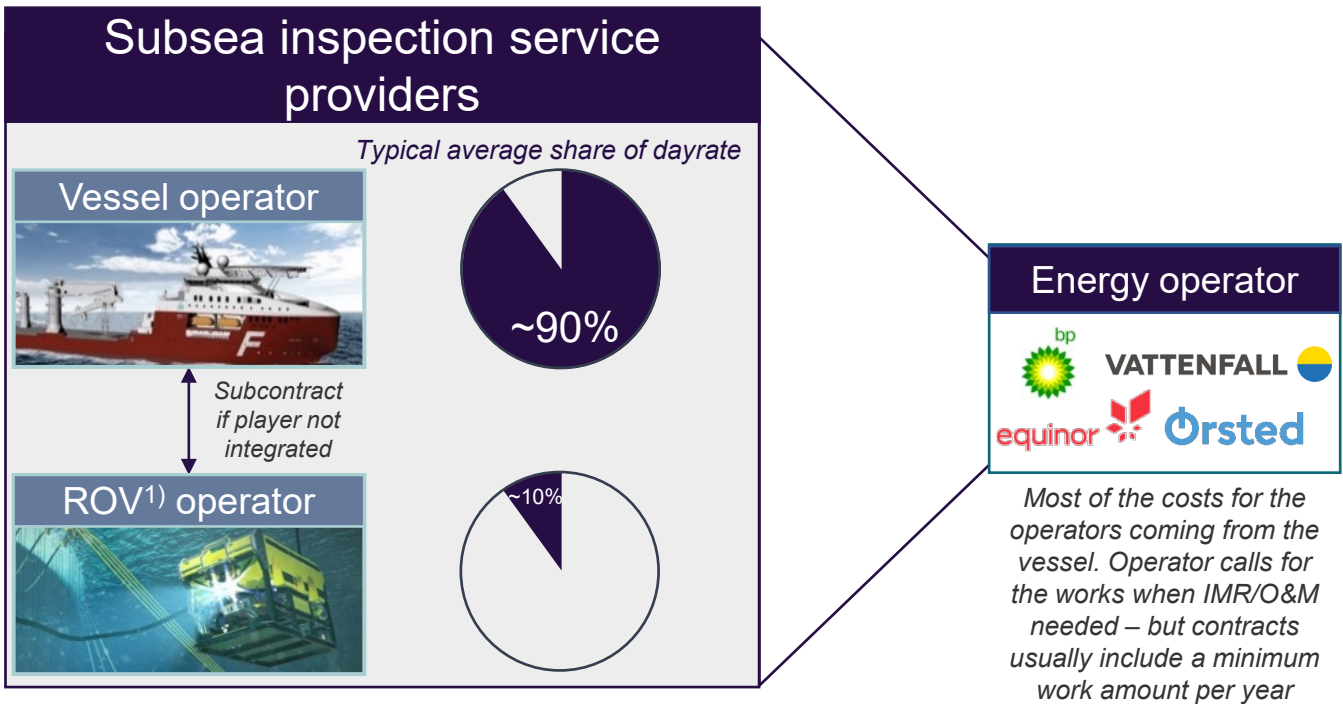 Subsea inspection service
providers
Typical average share of dayrate
Vessel operator
F
~90%
Subcontract
if player not
integrated
ROV1) operator
~10%
Energy operator
bp
VATTENFALL
equinor
Ørsted
Most of the costs for the
operators coming from the
vessel. Operator calls for
the works when IMR/O&M
needed – but contracts
usually include a minimum
work amount per year